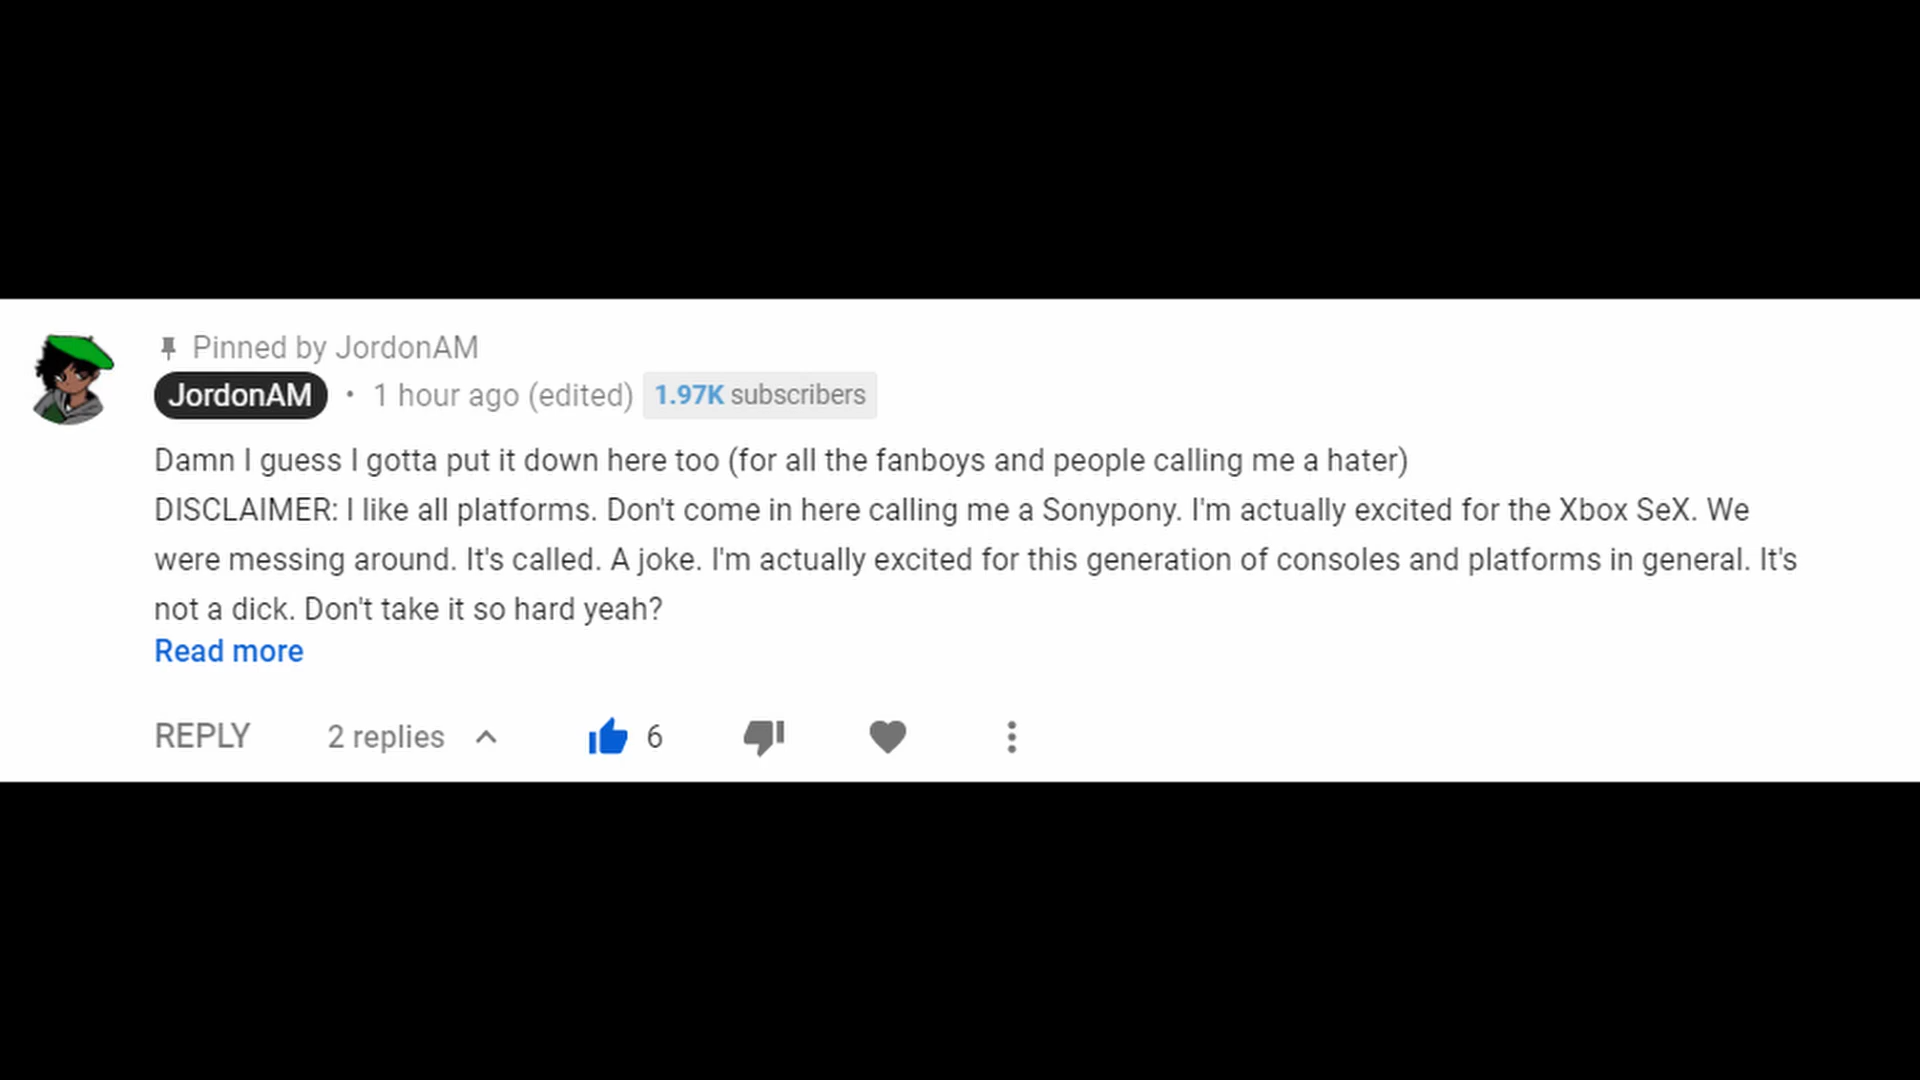 Pinned by JordonAM
JordonAM • 1 hour ago (edited) 1.97K subscribers
Damn I guess I gotta put it down here too (for all the fanboys and people calling me a hater)
DISCLAIMER: I like all platforms. Don't come in here calling me a Sonypony. I'm actually excited for the Xbox SeX. We
were messing around. It's called. A joke. I'm actually excited for this generation of consoles and platforms in general. It's
not a dick. Don't take it so hard yeah?
Read more
REPLY 2 replies 6